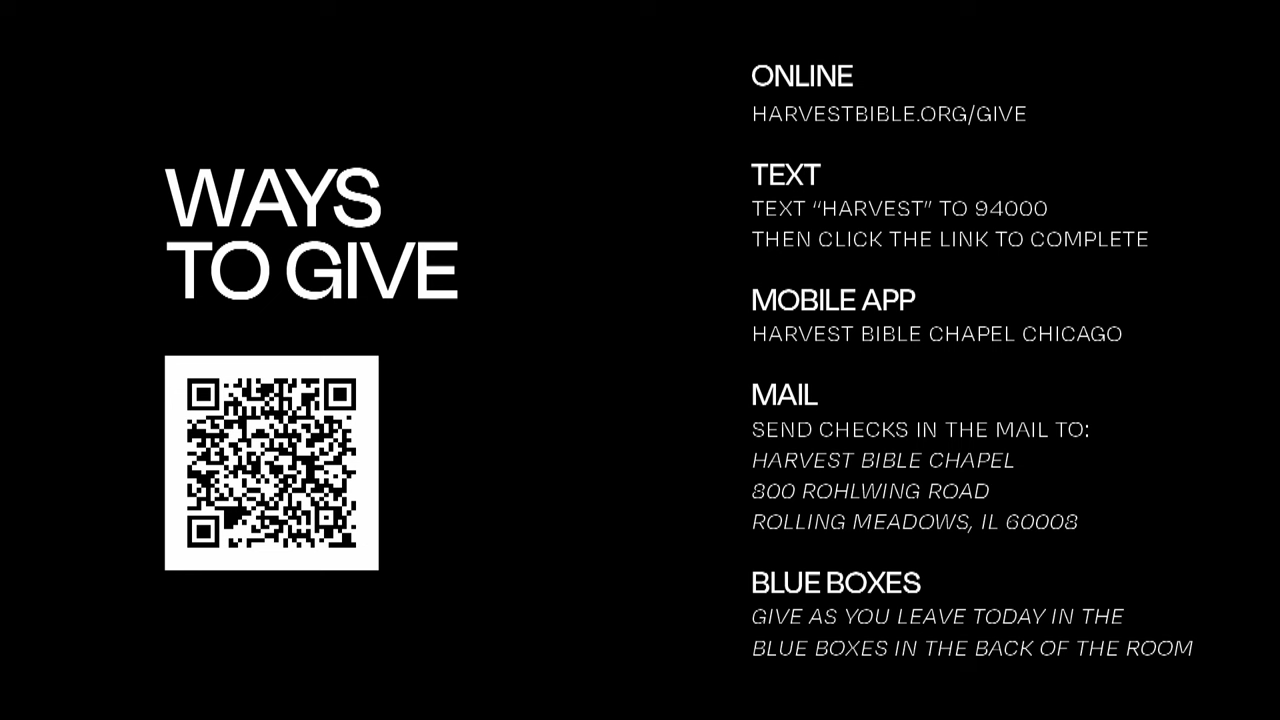 WAYS
TO GIVE
ONLINE
HARVESTBIBLE.ORG/GIVE
TEXT
TEXT “HARVEST” TO 94000
THEN CLICK THE LINK TO COMPLETE
MOBILE APP
HARVEST BIBLE CHAPEL CHICAGO
MAIL
SEND CHECKS IN THE MAIL TO:
HARVEST BIBLE CHAPEL
800 ROHLWING ROAD
ROLLING MEADOWS, IL 60008
BLUE BOXES
GIVE AS YOU LEAVE TODAY IN THE
BLUE BOXES IN THE BACK OF THE ROOM